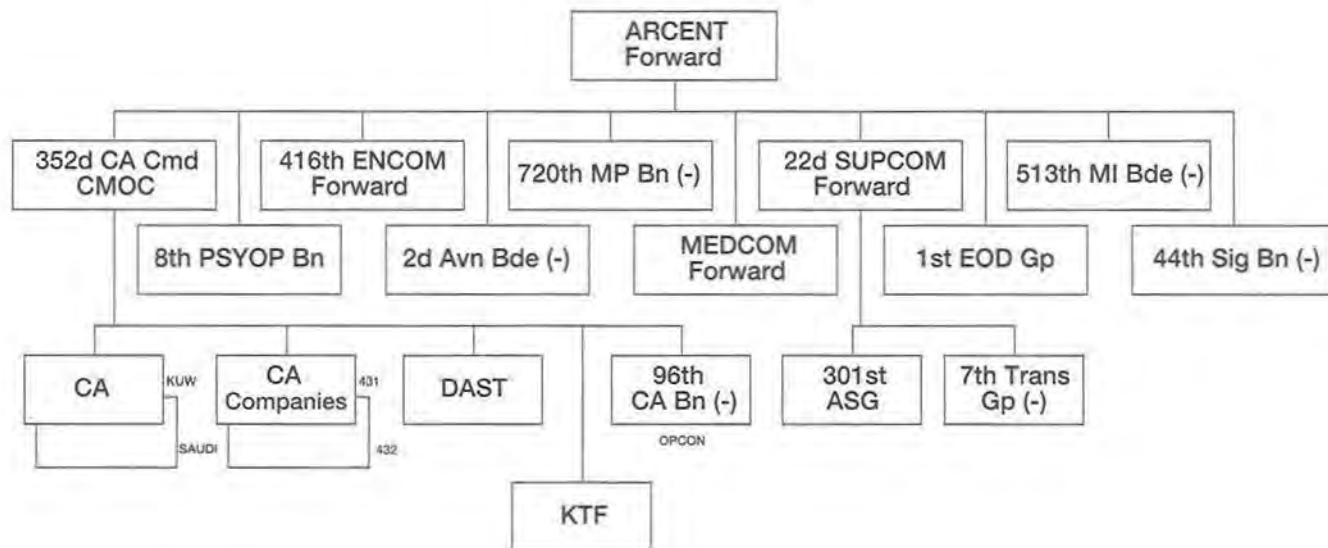 ARCENT
Forward
352d CA Cmd
CMOC
416th ENCOM
Forward
720th MP Bn (-)
22d SUPCOM
Forward
513th MI Bde (-)
8th PSYOP Bn
2d Avn Bde (-)
MEDCOM
Forward
1st EOD Gp
44th Sig Bn (-)
CA
KUW
SAUDI
CA
Companies
431
432
DAST
96th
CA Bn (-)
OPCON
301st
ASG
7th Trans
Gp (-)
KTF